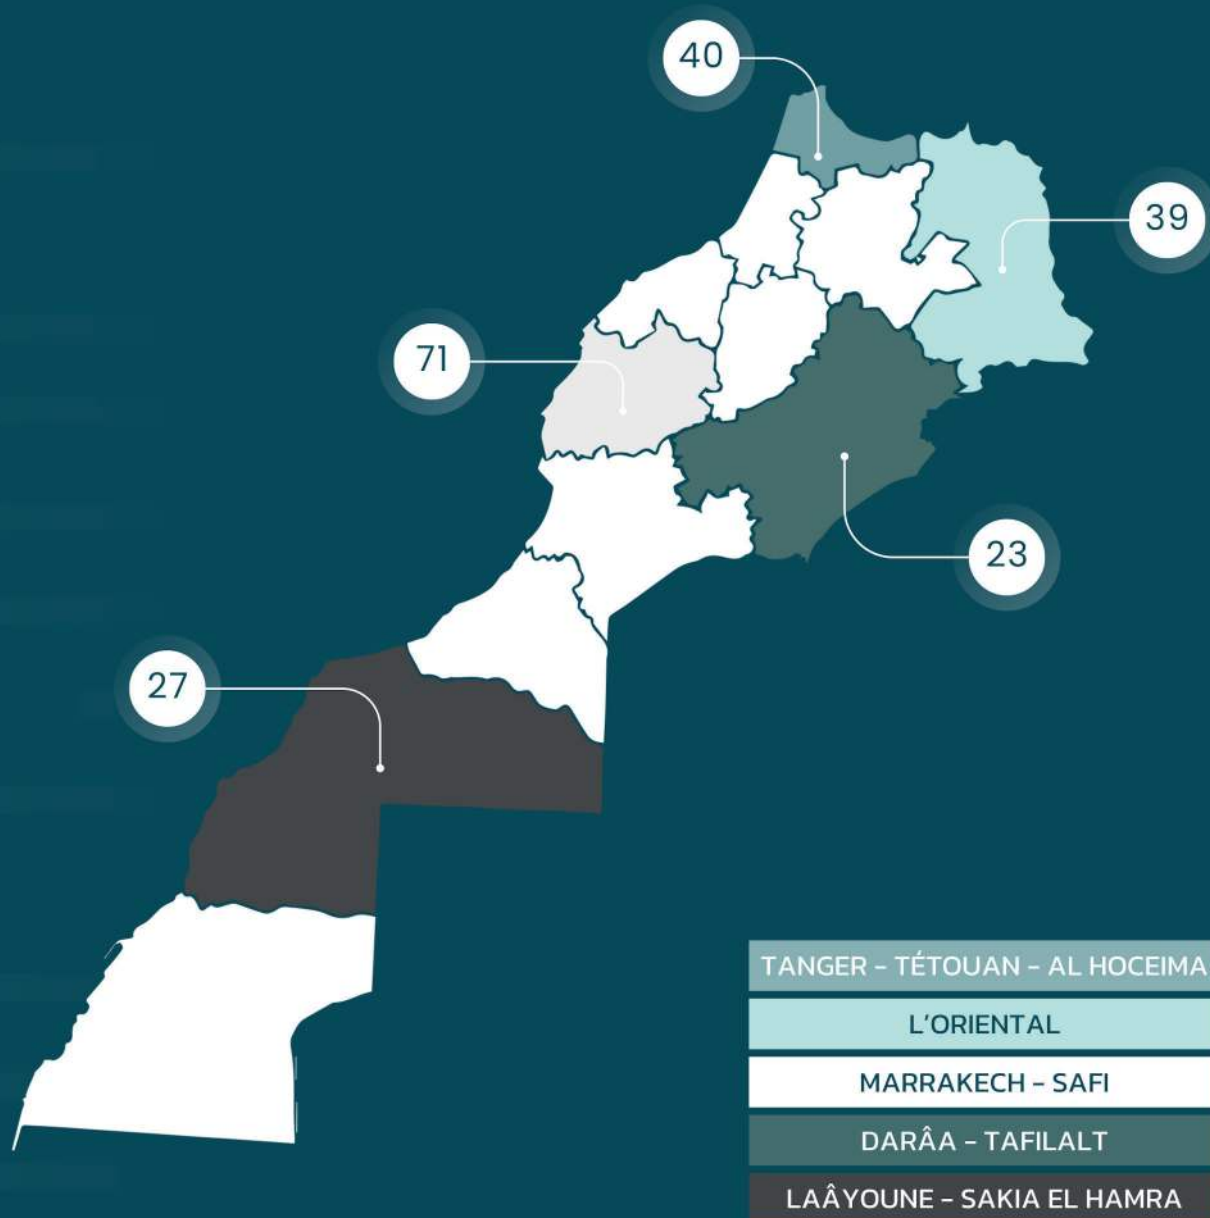 40
39
71
23
27
TANGER – TÉTOUAN – AL HOCEIMA
L'ORIENTAL
MARRAKECH – SAFI
DARÂA – TAFILALT
LAÂYOUNE – SAKIA EL HAMRA